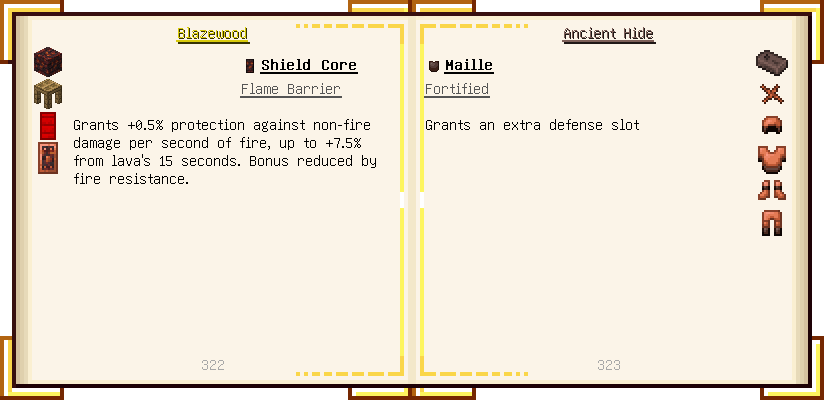 Blazewood
Shield Core
Flame Barrier
Grants +0.5% protection against non-fire
damage per second of fire, up to +7.5%
from lava's 15 seconds. Bonus reduced by
fire resistance.
322
Ancient Hide
Maille
Fortified
Grants an extra defense slot
323